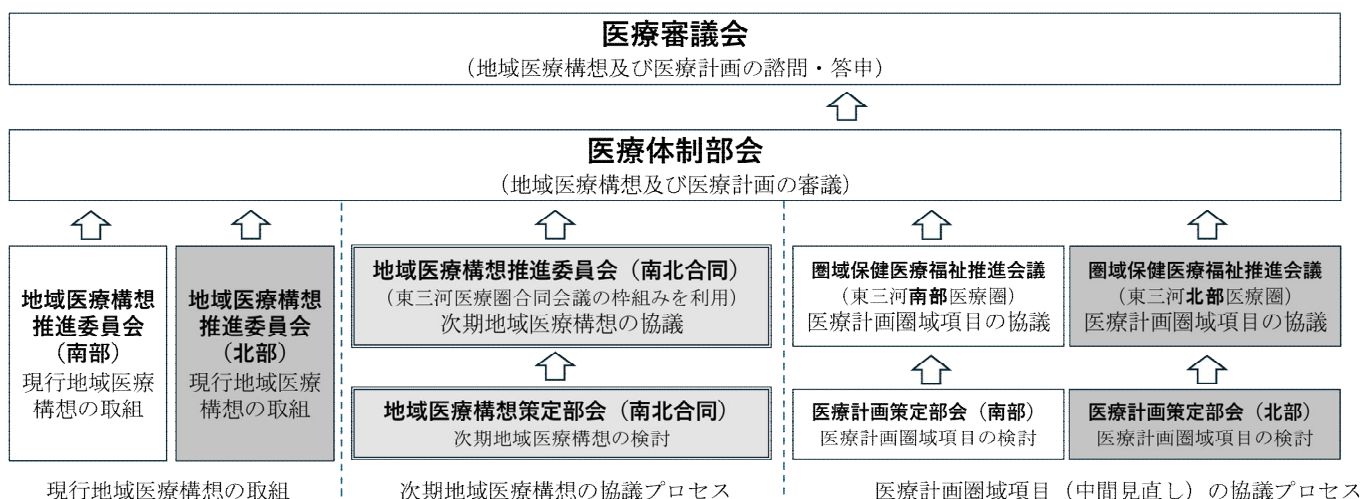 医療審議会
（地域医療構想及び医療計画の諮問・答申）
医療体制部会
（地域医療構想及び医療計画の審議）
地域医療構想
推進委員会
（南部）
現行地域医療
構想の取組
地域医療構想
推進委員会
（北部）
現行地域医療
構想の取組
地域医療構想推進委員会（南北合同）
（東三河医療圏合同会議の枠組みを利用）
次期地域医療構想の協議
地域医療構想策定部会（南北合同）
次期地域医療構想の検討
圏域保健医療福祉推進会議
（東三河南部医療圏）
医療計画圏域項目の協議
圏域保健医療福祉推進会議
（東三河北部医療圏）
医療計画圏域項目の協議
医療計画策定部会（南部）
医療計画圏域項目の検討
医療計画策定部会（北部）
医療計画圏域項目の検討
現行地域医療構想の取組
次期地域医療構想の協議プロセス
医療計画圏域項目（中間見直し）の協議プロセス